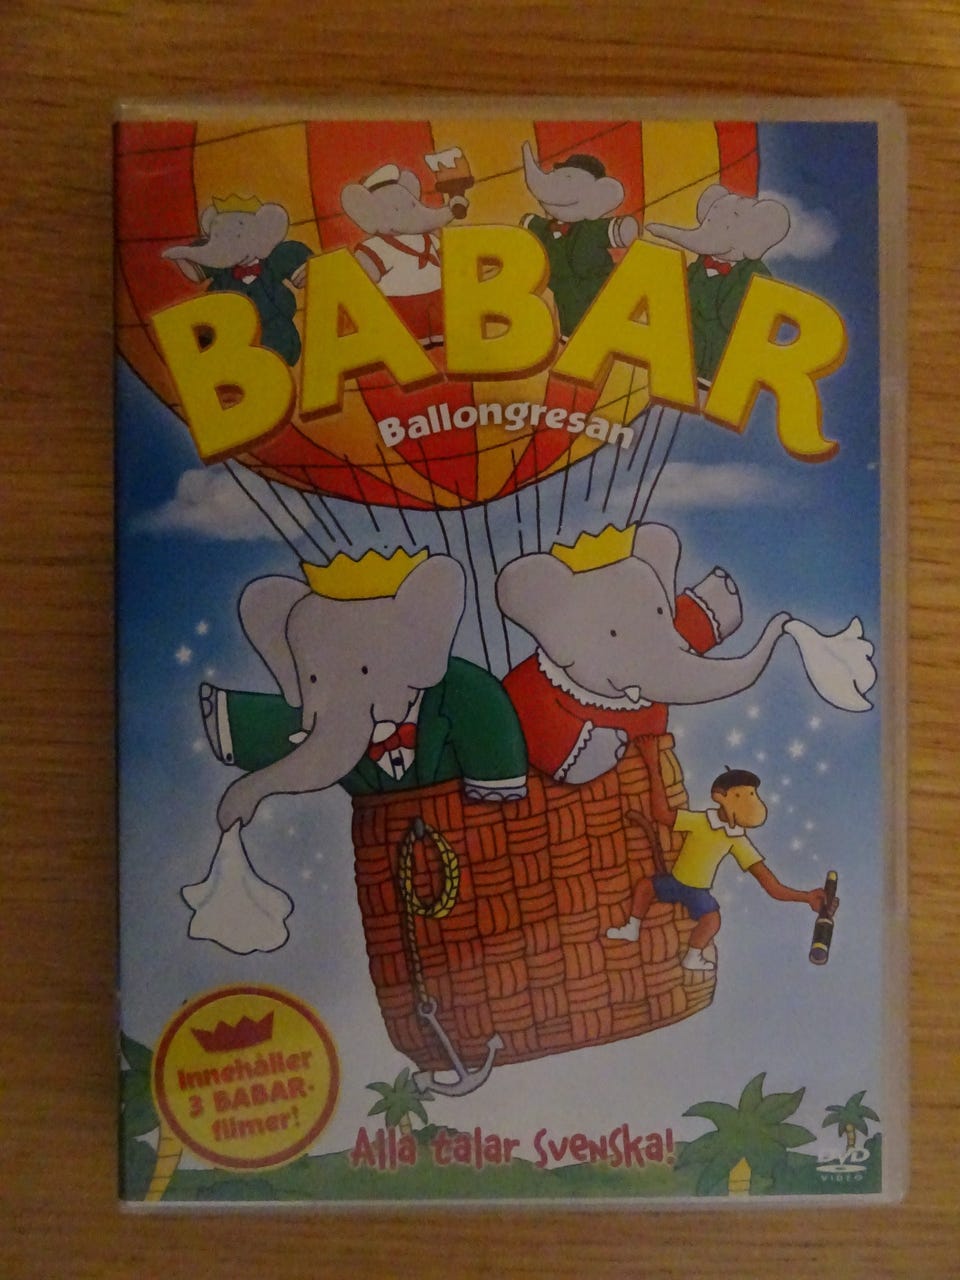 BABAR
Ballongresan
Innehåller
3 BABAR-
filmer!
Alla talar svenska!
DVD
VIDEO